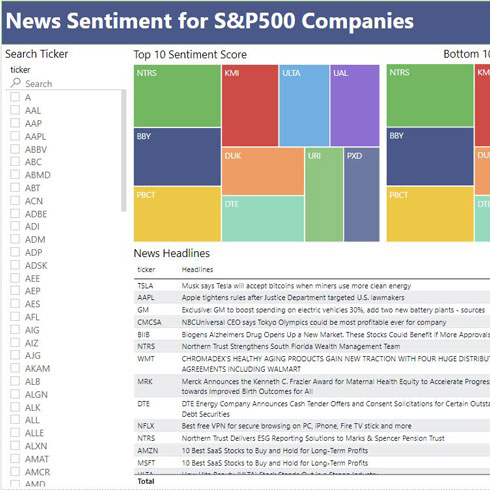 News Sentiment for S&P500 Companies
Search Ticker
ticker
Search
A
AAL
AAP
AAPL
ABBV
ABC
ABMD
ABT
ACN
ADBE
ADI
ADM
ADP
ADSK
AEE
AEP
AES
AFL
AIG
AIZ
AJG
AKAM
ALB
ALGN
ALK
ALL
ALLE
ALXN
AMAT
AMCR
AMD
Top 10 Sentiment Score
NTRS
KMI
ULTA
UAL
BBY
DUK
URI
PXD
PBCT
DTE
Bottom 10
NTRS
KMI
BBY
DU
PBCT
DTE
News Headlines
ticker Headlines
TSLA Musk says Tesla will accept bitcoins when miners use more clean energy
AAPL Apple tightens rules after Justice Department targeted U.S. lawmakers
GM Exclusive: GM to boost spending on electric vehicles 30%, add two new battery plants - sources
CMCSA NBCUniversal CEO says Tokyo Olympics could be most profitable ever for company
BIIB Biogens Alzheimers Drug Opens Up a New Market. These Stocks Could Benefit If More Approvals
NTRS Northern Trust Strengthens South Florida Wealth Management Team
WMT CHROMADEX'S HEALTHY AGING PRODUCTS GAIN NEW TRACTION WITH FOUR HUGE DISTRIBUT
AGREEMENTS INCLUDING WALMART
MRK Merck Announces the Kenneth C. Frazier Award for Maternal Health Equity to Accelerate Progres
towards Improved Birth Outcomes for All
DTE DTE Energy Company Announces Cash Tender Offers and Consent Solicitations for Certain Outsta
Debt Securities
NFLX Best free VPN for secure browsing on PC, iPhone, Fire TV stick and more
NTRS Northern Trust Delivers ESG Reporting Solutions to Marks & Spencer Pension Trust
AMZN 10 Best SaaS Stocks to Buy and Hold for Long-Term Profits
MSFT 10 Best SaaS Stocks to Buy and Hold for Long-Term Profits
Total